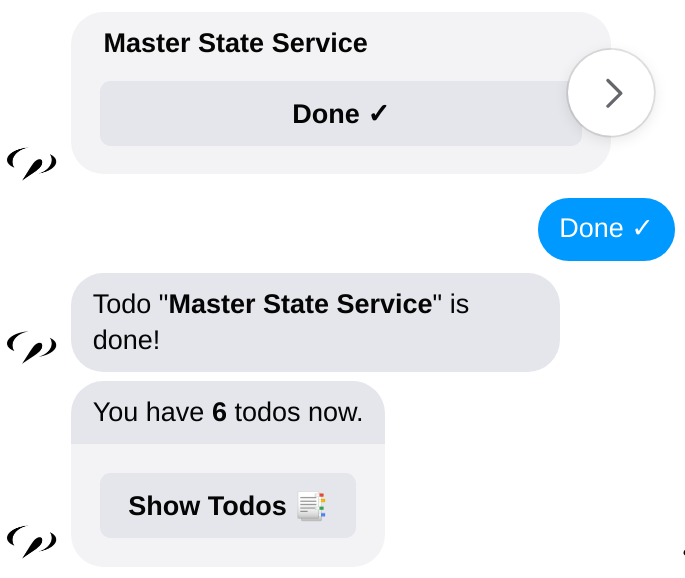 Master State Service
Done ✓
Done ✓
Todo "Master State Service" is
done!
You have 6 todos now.
Show Todos 📑